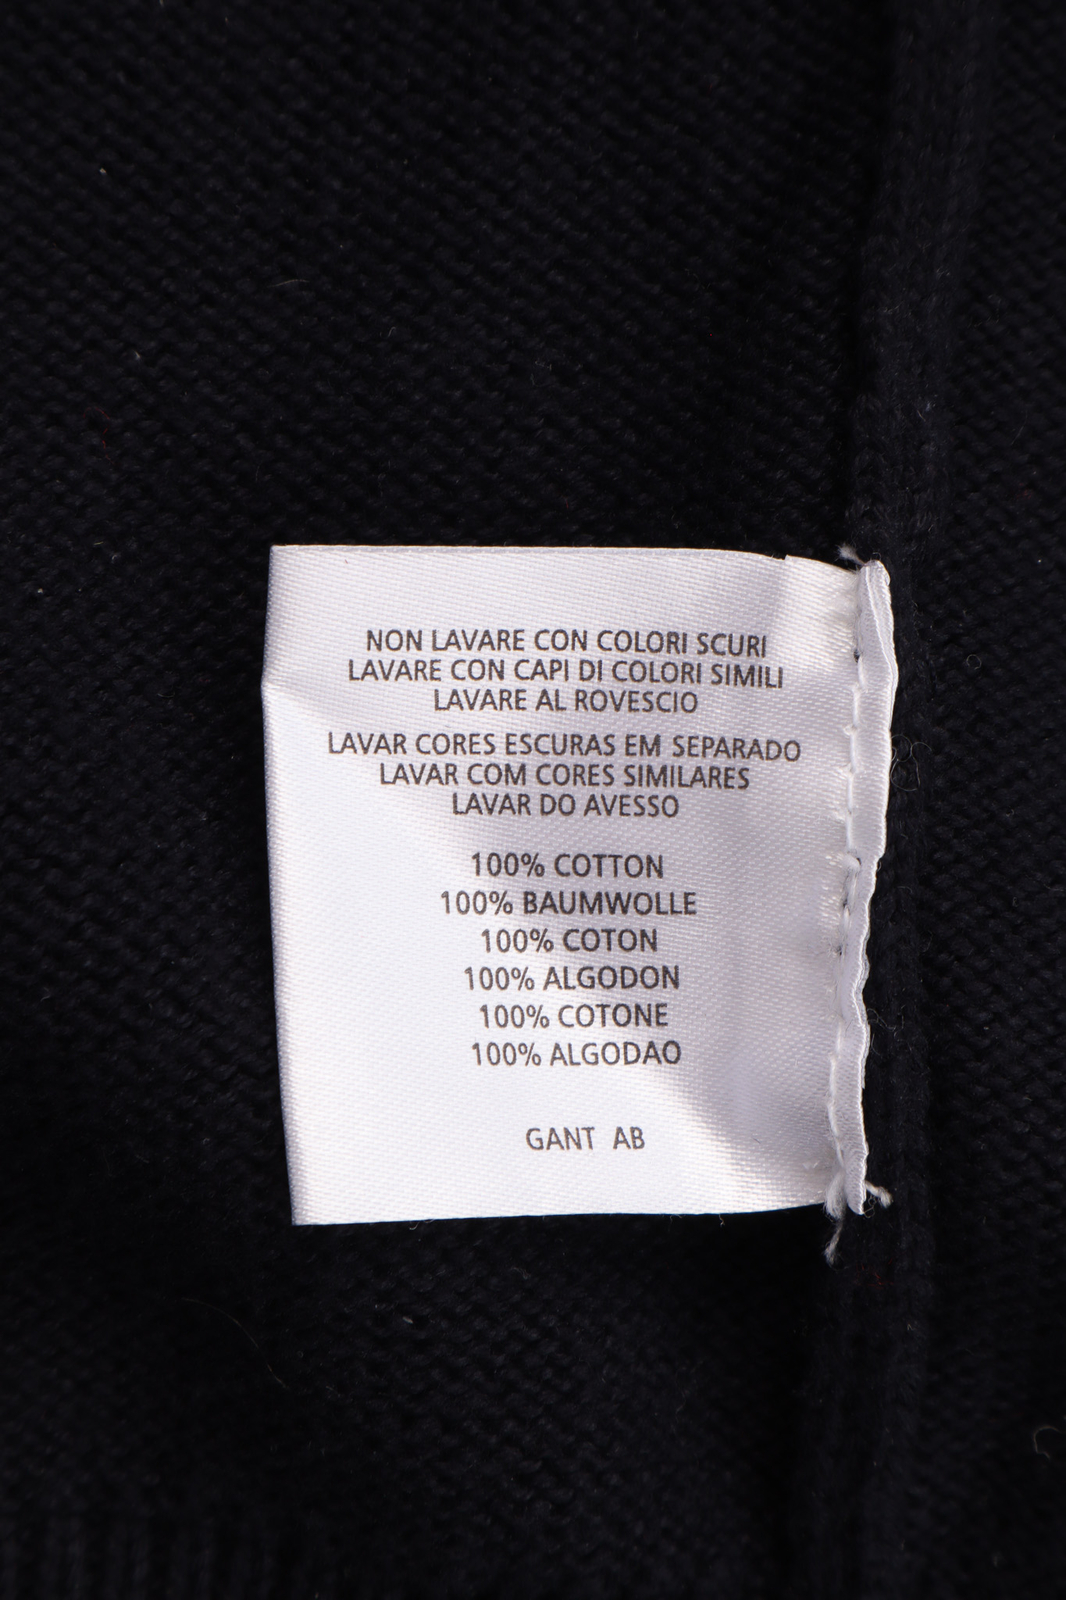 NON LAVARE CON COLORI SCURI
LAVARE CON CAPI DI COLORI SIMILI
LAVARE AL ROVESCIO
LAVAR CORES ESCURAS EM SEPARADO
LAVAR COM CORES SIMILARES
LAVAR DO AVESSO
100% COTTON
100% BAUMWOLLE
100% COTON
100% ALGODON
100% COTONE
100% ALGODAO
GANT AB